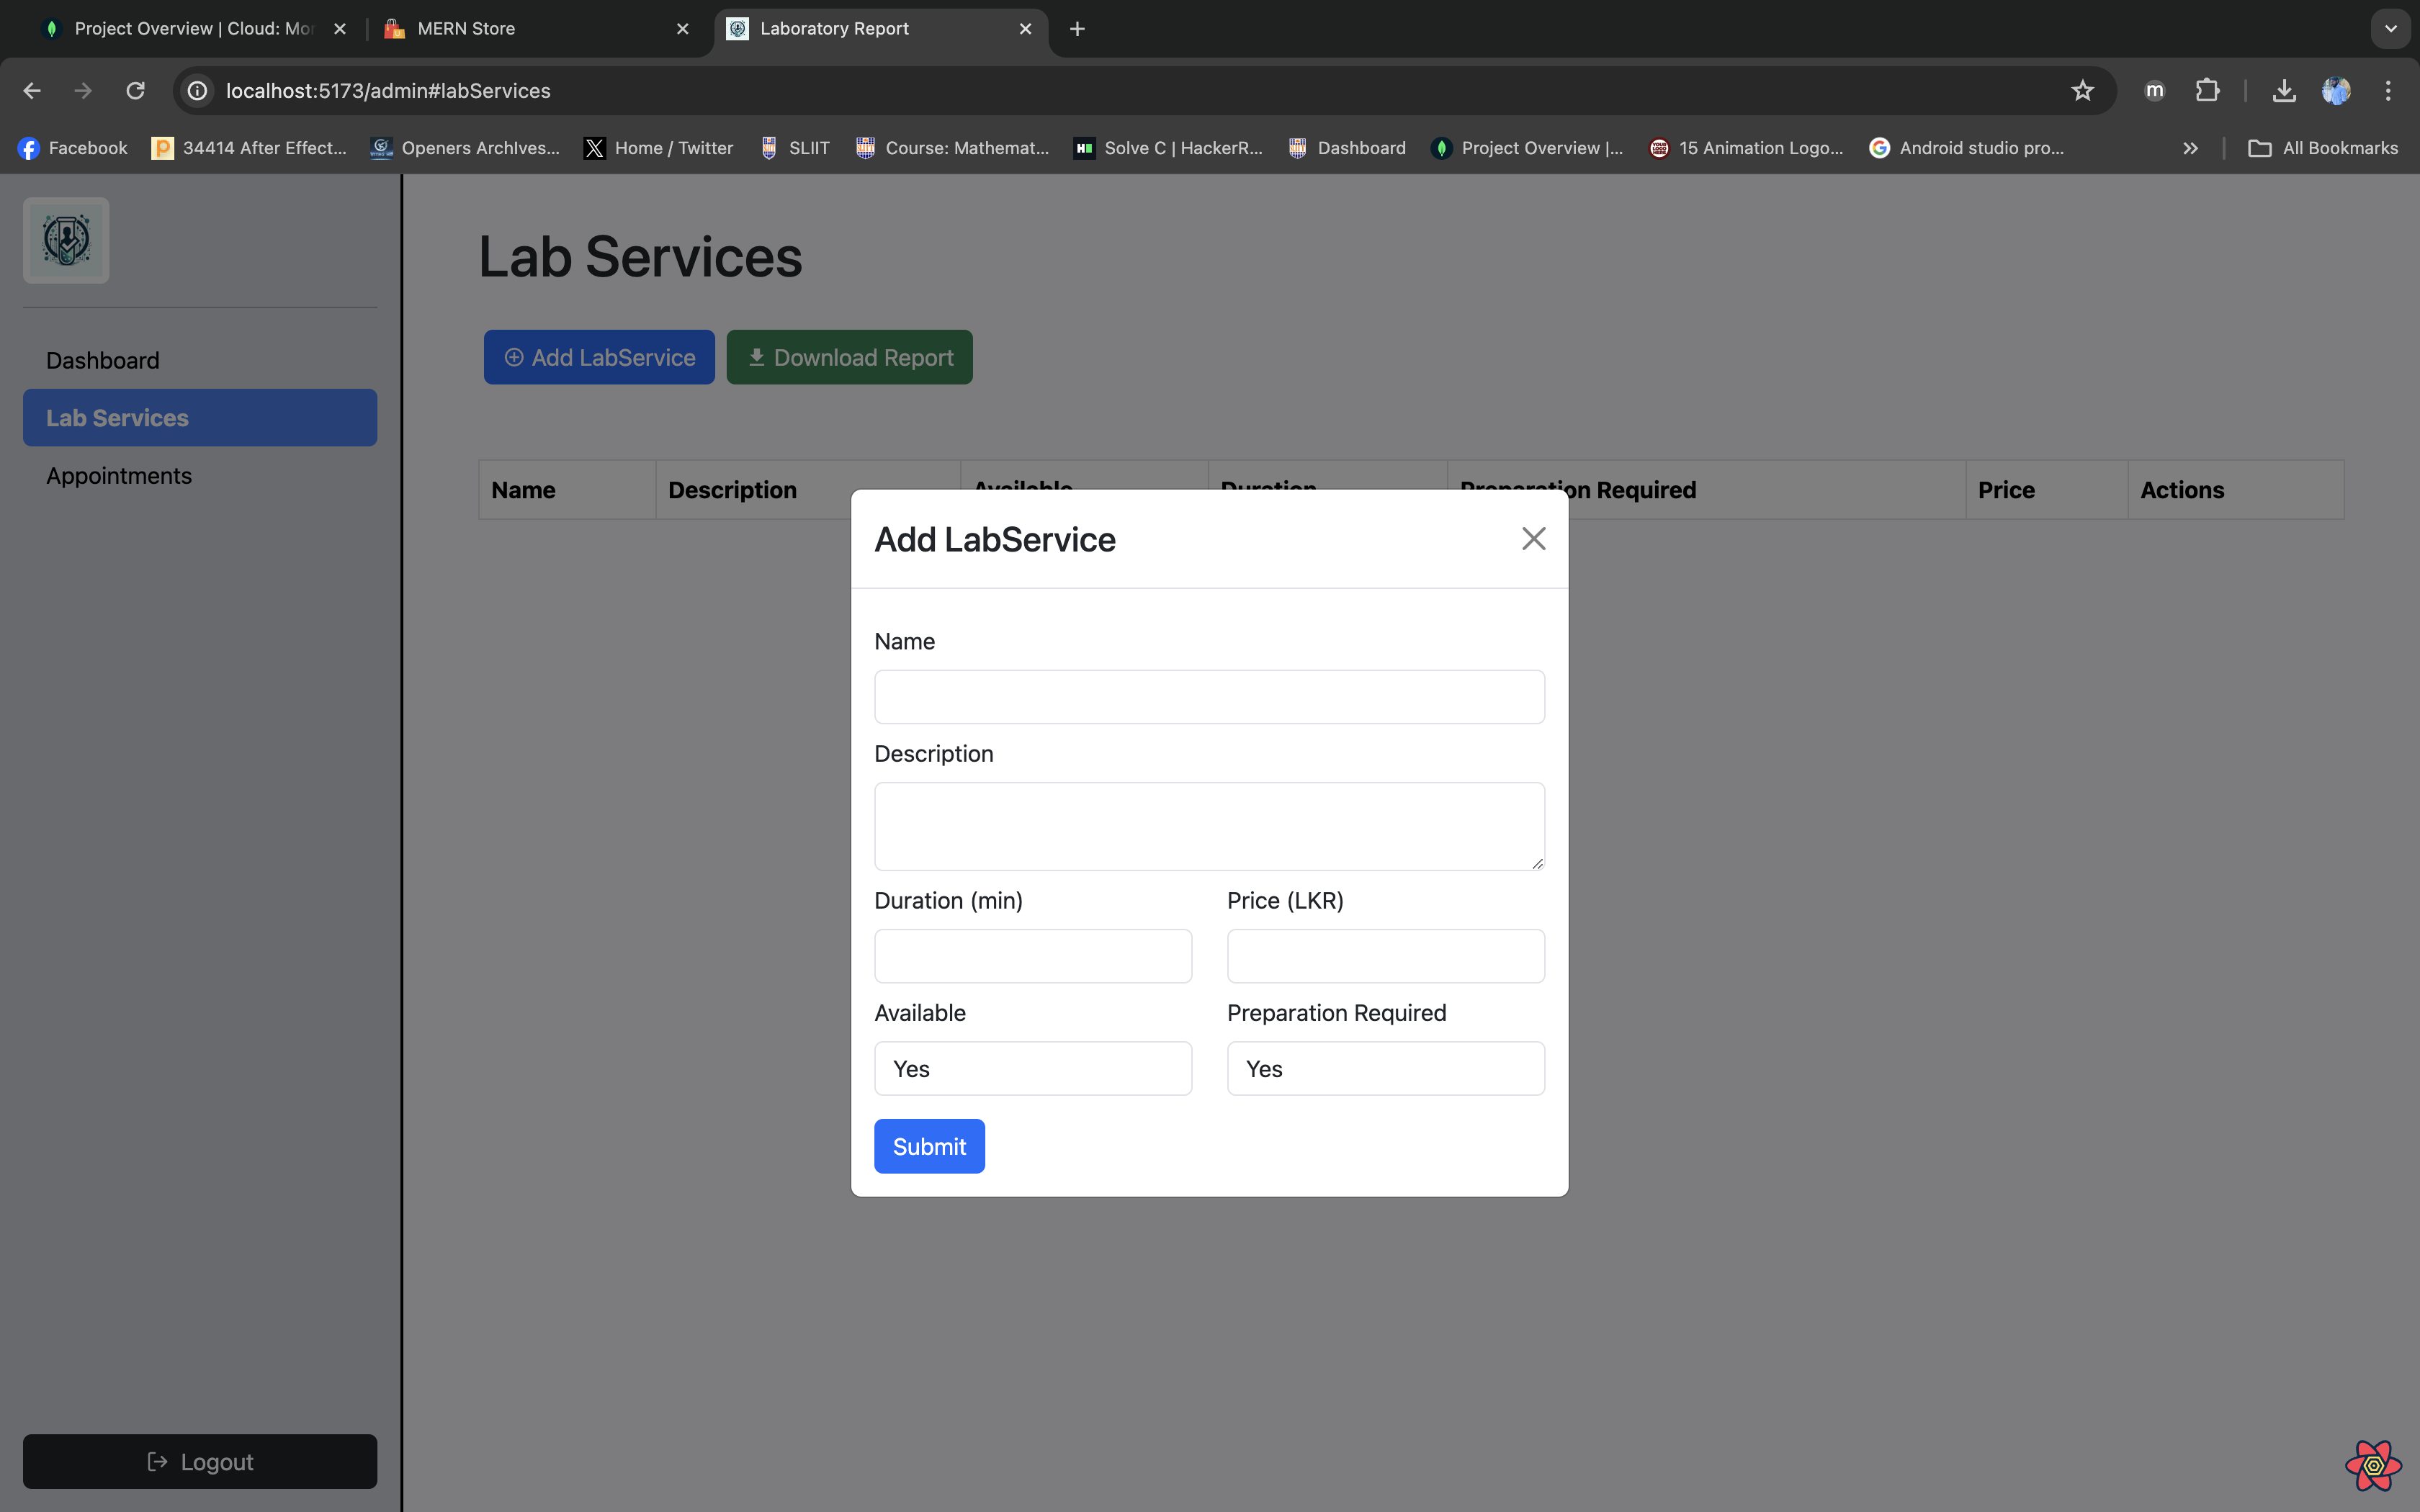 Project Overview | Cloud: Mon
MERN Store
Laboratory Report
localhost:5173/admin#labServices
m
Facebook
34414 After Effect...
Openers ArchIves...
Home / Twitter
SLIIT
Course: Mathemat...
Solve C | HackerR...
Dashboard
Project Overview |...
15 Animation Logo...
Android studio pro...
All Bookmarks
Dashboard
Lab Services
Appointments
Logout
Lab Services
Add LabService
Download Report
Name
Description
Available
Duration
Preparation Required
Price
Actions
Add LabService
Name
Description
Duration (min)
Price (LKR)
Available
Preparation Required
Yes
Yes
Submit